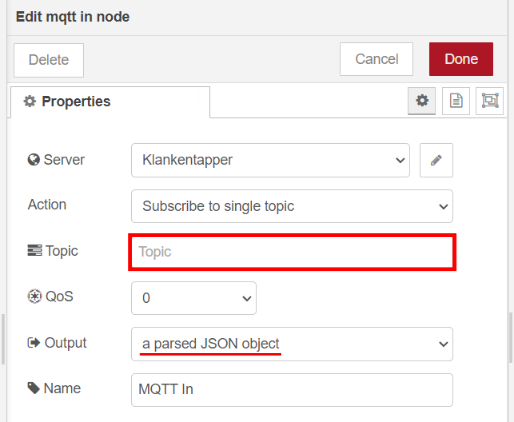 Edit mqtt in node
Delete
Cancel
Done
Properties
Server
Klankentapper
Action
Subscribe to single topic
Topic
Topic
QoS
0
Output
a parsed JSON object
Name
MQTT In